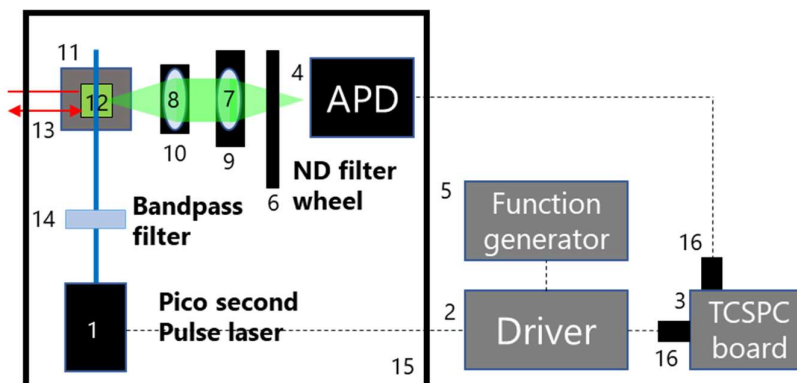 11
12
13
8
10
7
9
4
APD
ND filter
wheel
6
14
Bandpass
filter
1
Pico second
Pulse laser
15
5
Function
generator
2
Driver
16
3
TCSPC
board
16